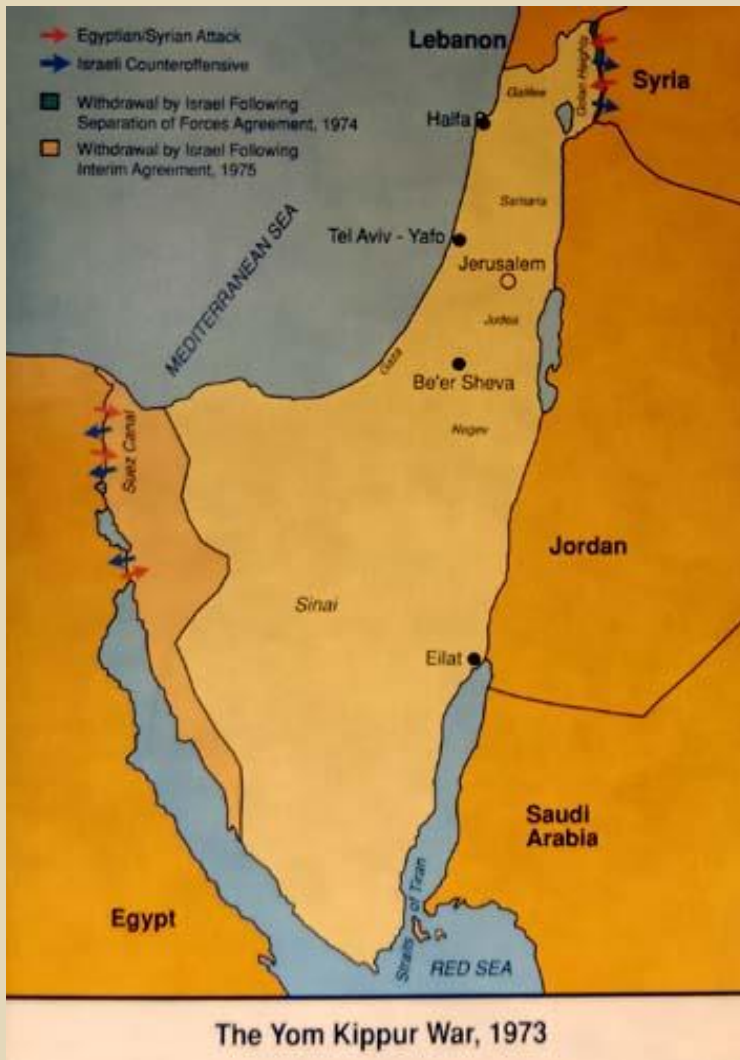 Egyptian/Syrian Attack
Israeli Counteroffensive
Withdrawal by Israel Following
Separation of Forces Agreement, 1974
Withdrawal by Israel Following
Interim Agreement, 1975
Lebanon
Syria
Golan Heights
Galilee
Haifa
Samaria
MEDITERRANEAN SEA
Tel Aviv - Yafo
Jerusalem
Judea
Gaza
Be'er Sheva
Negev
Suez Canal
Jordan
Sinai
Eilat
Saudi
Arabia
Egypt
Straits of Tiran
RED SEA
The Yom Kippur War, 1973